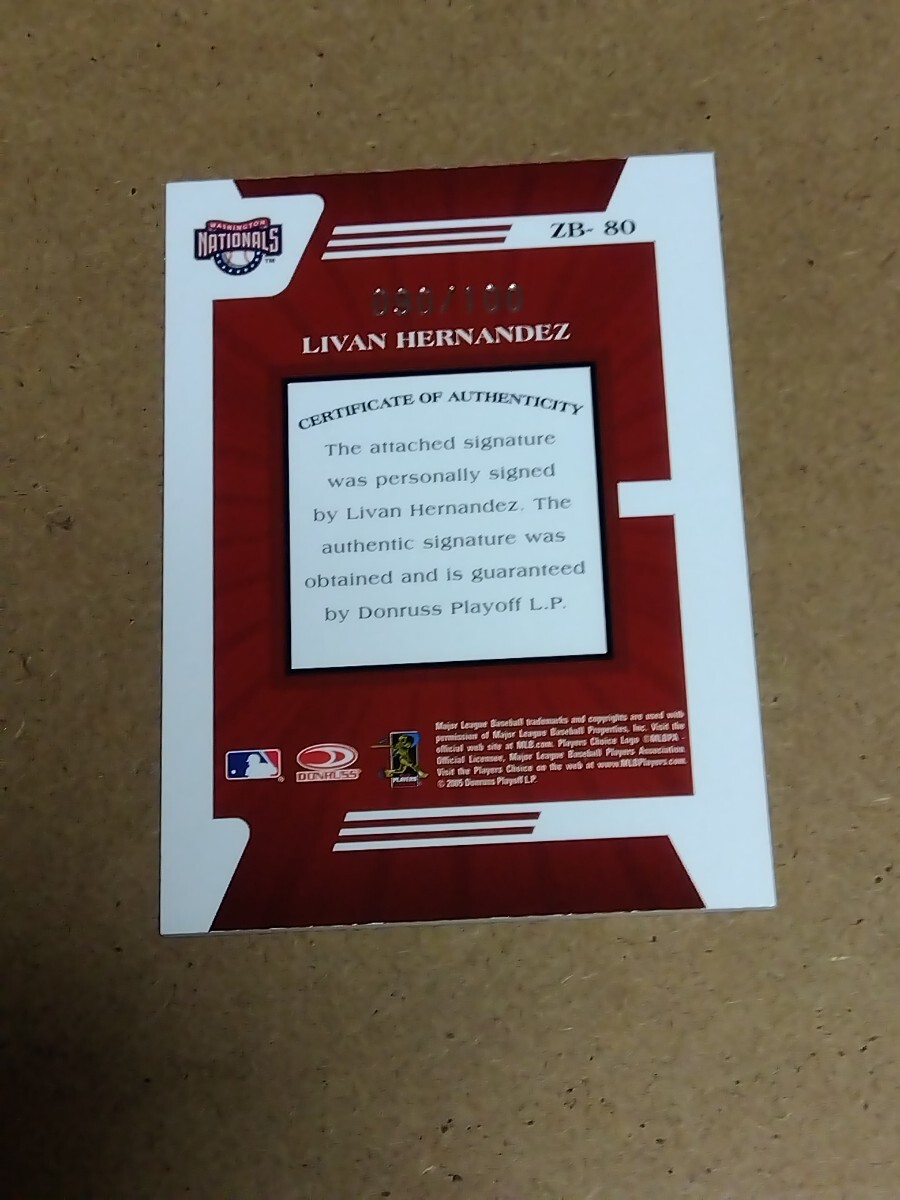 WASHINGTON
NATIONALS
TM
ZB- 80
090/100
LIVAN HERNANDEZ
CERTIFICATE OF AUTHENTICITY
The attached signature
was personally signed
by Livan Hernandez. The
authentic signature was
obtained and is guaranteed
by Donruss Playoff L.P.
Major League Baseball trademarks and copyrights are used with
permission of Major League Baseball Properties, Inc. Visit the
official web site at MLB.com. Players Choice Logo ©MLBPA -
Official Licensee, Major League Baseball Players Association.
Visit the Players Choice on the web at www.MLBPlayers.com.
© 2005 Donruss Playoff L.P.
DONRUSS
PLAYERS